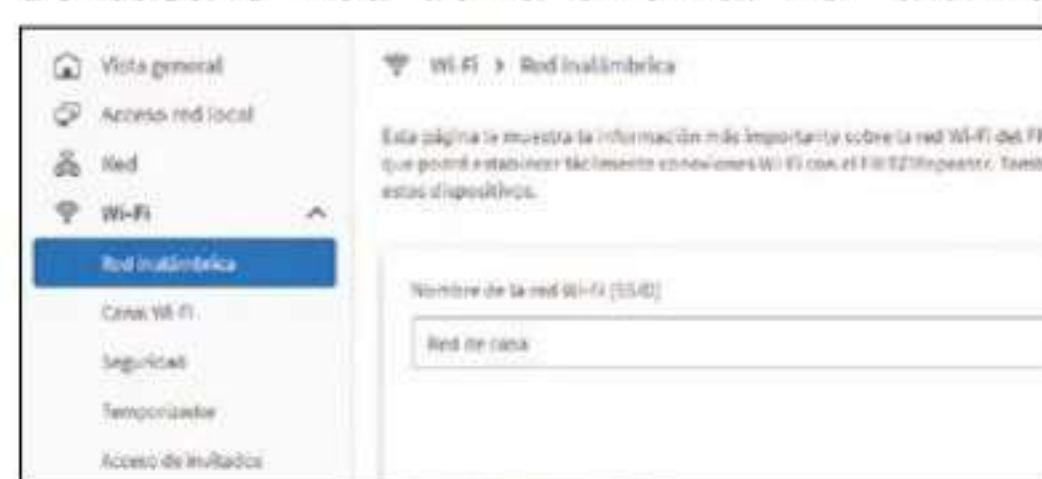 Vista general
Acceso red local
Red
Wi-Fi
Red inalámbrica
Canal Wi-Fi
Seguridad
Temporizador
Acceso de invitados
Wi-Fi > Red inalámbrica
Esta página le muestra la información más importante sobre la red Wi-Fi del
que podrá establecer fácilmente conexiones Wi-Fi con el FRITZ!Repeater.
estos dispositivos.
Nombre de la red Wi-Fi (SSID)
Red de casa